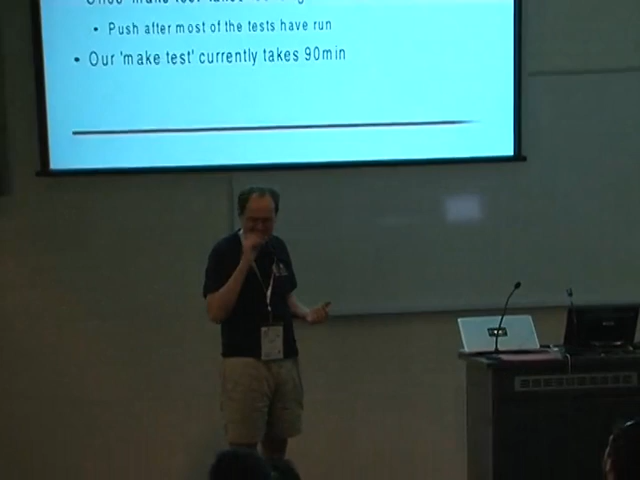 • Push after most of the tests have run
• Our 'make test' currently takes 90min